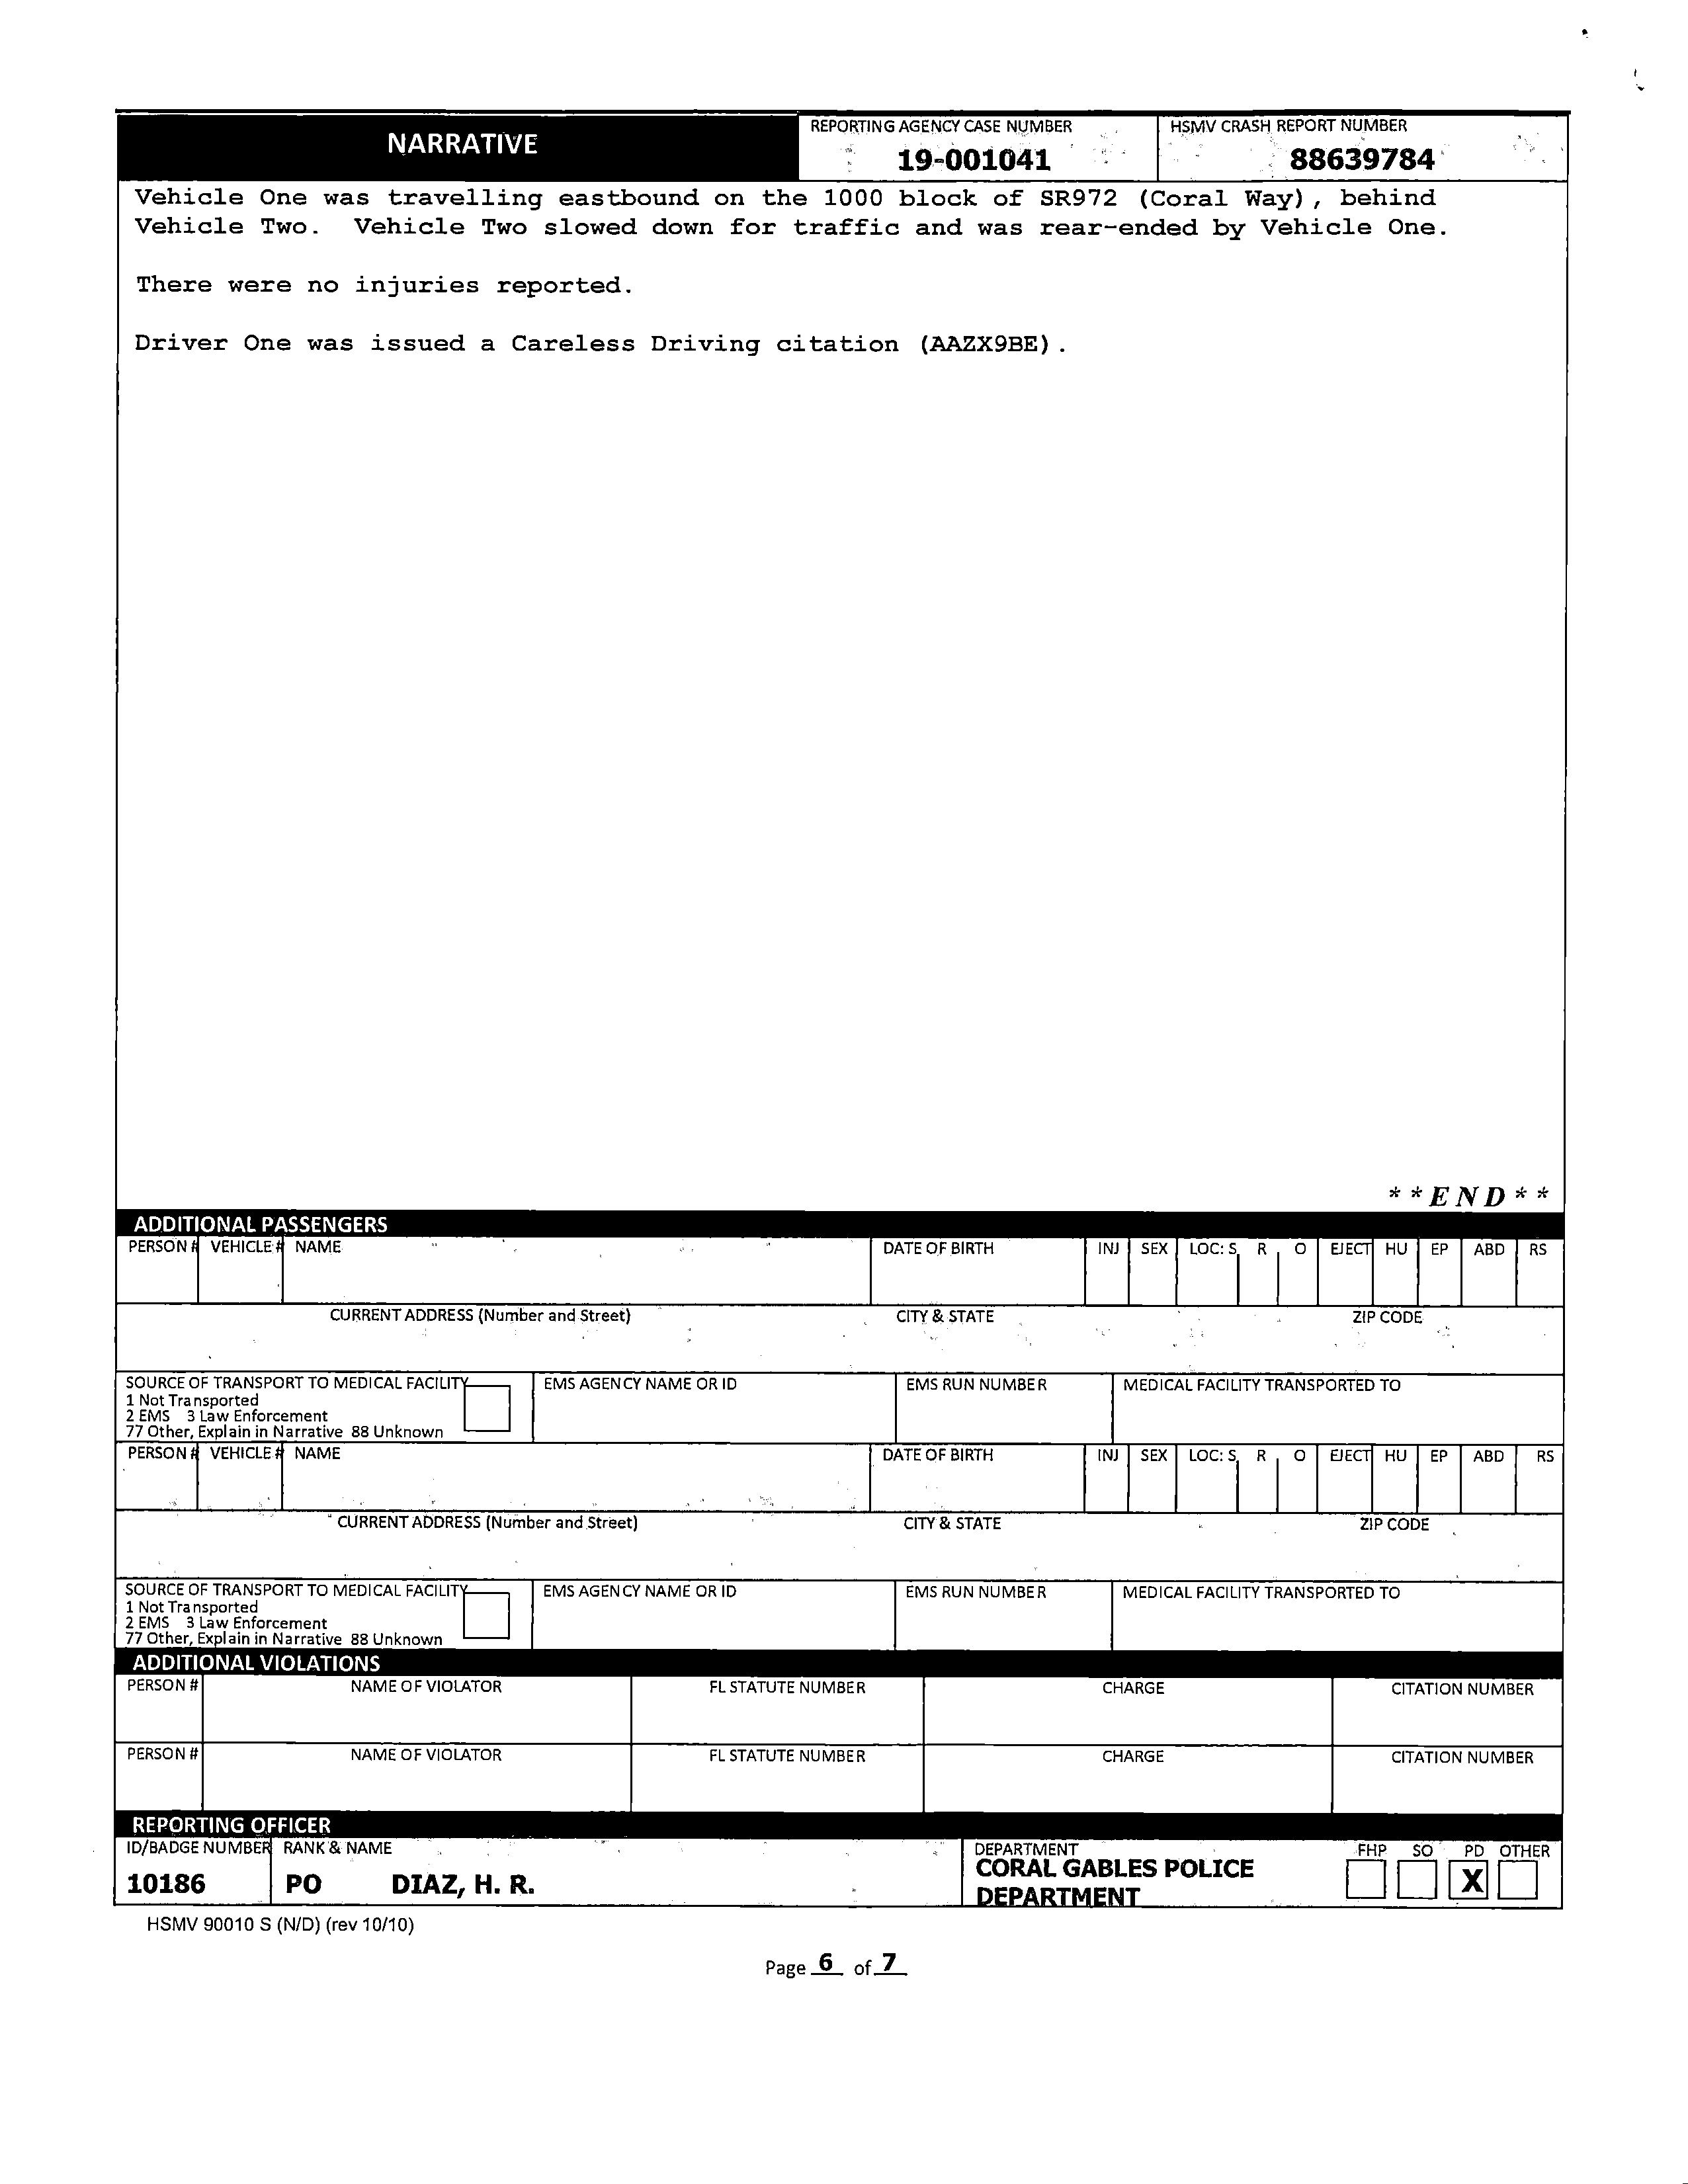 NARRATIVE
REPORTING AGENCY CASE NUMBER
19-001041
HSMV CRASH REPORT NUMBER
88639784
Vehicle One was travelling eastbound on the 1000 block of SR972 (Coral Way), behind
Vehicle Two. Vehicle Two slowed down for traffic and was rear-ended by Vehicle One.
There were no injuries reported.
Driver One was issued a Careless Driving citation (AAZX9BE).
**END**
ADDITIONAL PASSENGERS
PERSON # VEHICLE # NAME DATE OF BIRTH INJ SEX LOC: S R O EJECT HU EP ABD RS
CURRENT ADDRESS (Number and Street) CITY & STATE ZIP CODE
SOURCE OF TRANSPORT TO MEDICAL FACILITY EMS AGENCY NAME OR ID EMS RUN NUMBER MEDICAL FACILITY TRANSPORTED TO
1 Not Transported
2 EMS 3 Law Enforcement
77 Other, Explain in Narrative 88 Unknown
PERSON # VEHICLE # NAME DATE OF BIRTH INJ SEX LOC: S R O EJECT HU EP ABD RS
CURRENT ADDRESS (Number and Street) CITY & STATE ZIP CODE
SOURCE OF TRANSPORT TO MEDICAL FACILITY EMS AGENCY NAME OR ID EMS RUN NUMBER MEDICAL FACILITY TRANSPORTED TO
1 Not Transported
2 EMS 3 Law Enforcement
77 Other, Explain in Narrative 88 Unknown
ADDITIONAL VIOLATIONS
PERSON # NAME OF VIOLATOR FL STATUTE NUMBER CHARGE CITATION NUMBER
PERSON # NAME OF VIOLATOR FL STATUTE NUMBER CHARGE CITATION NUMBER
REPORTING OFFICER
ID/BADGE NUMBER RANK & NAME DEPARTMENT FHP SO PD OTHER
10186 PO DIAZ, H. R. CORAL GABLES POLICE X
DEPARTMENT
HSMV 90010 S (N/D) (rev 10/10)
Page 6 of 7